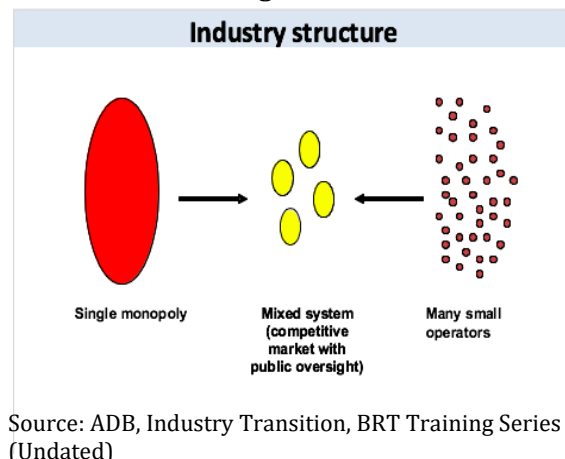 Industry structure
Single monopoly
Mixed system
(competitive
market with
public oversight)
Many small
operators
Source: ADB, Industry Transition, BRT Training Series
(Undated)